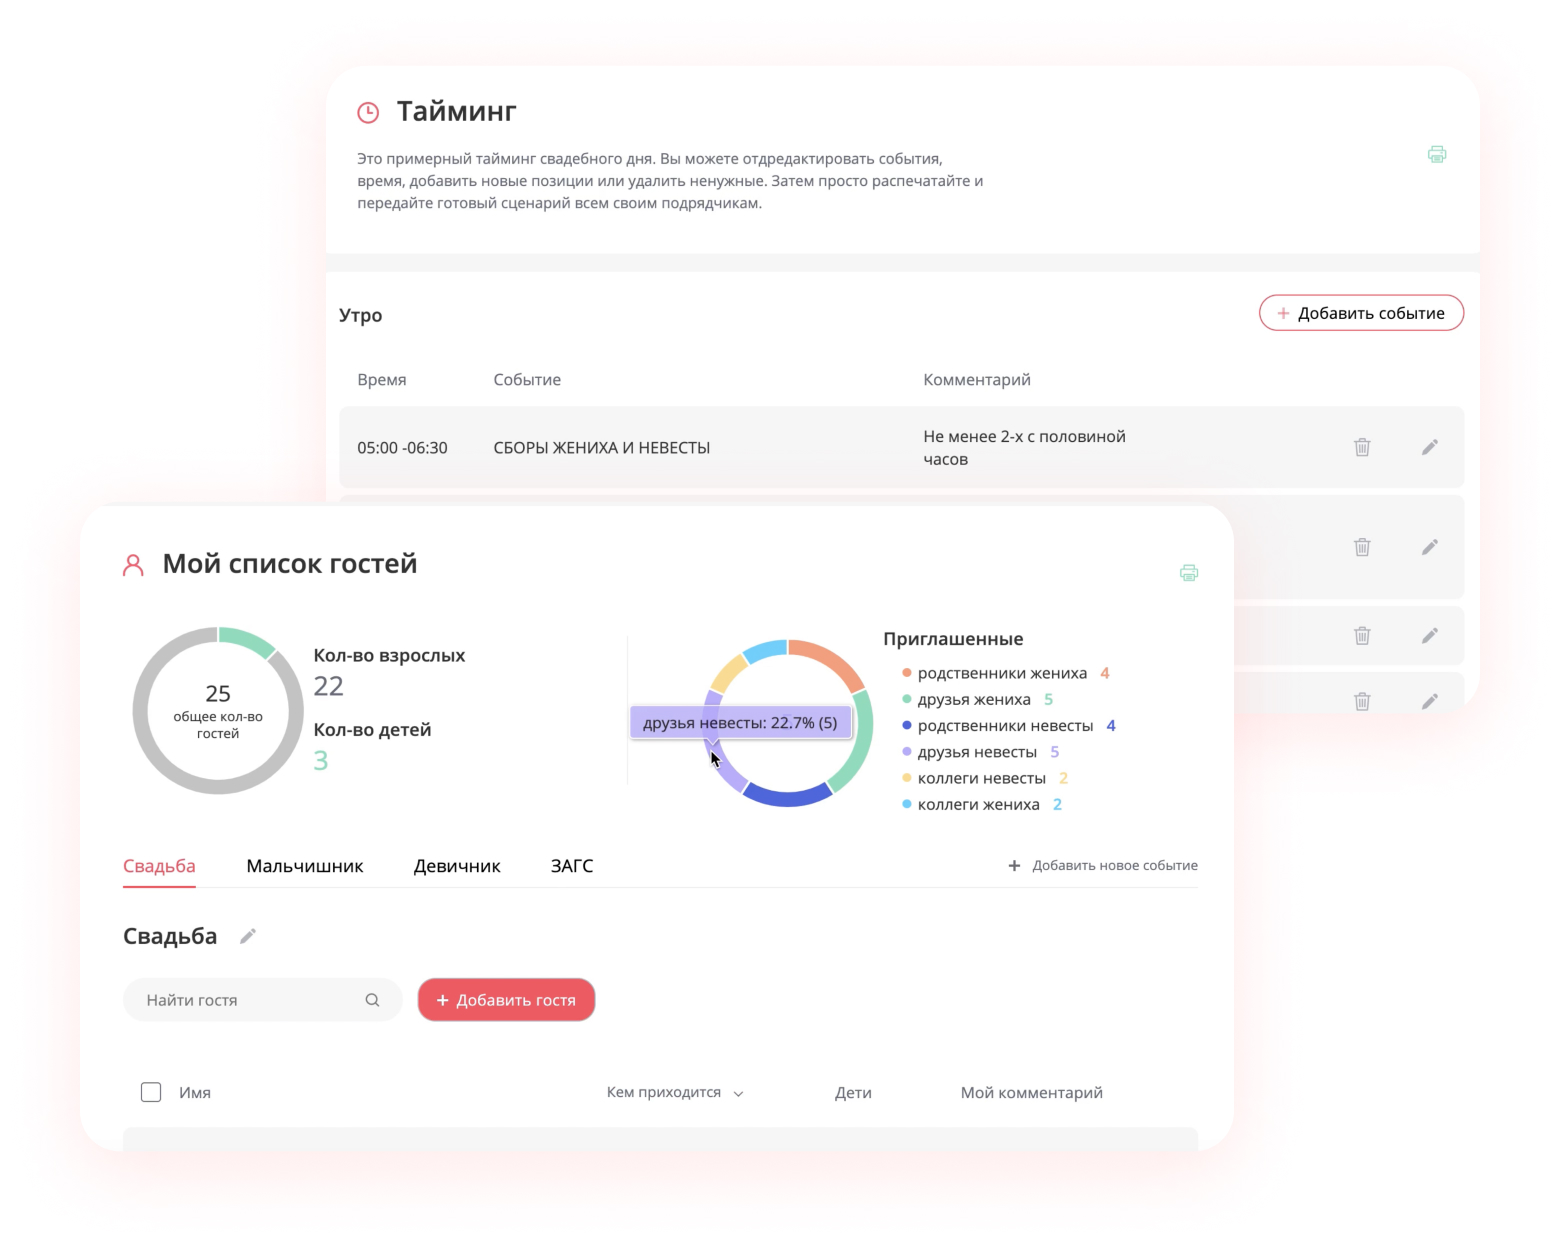 Тайминг
Это примерный тайминг свадебного дня. Вы можете отдредактировать события,
время, добавить новые позиции или удалить ненужные. Затем просто распечатайте и
передайте готовый сценарий всем своим подрядчикам.
Утро
+ Добавить событие
Время Событие Комментарий
05:00 -06:30 СБОРЫ ЖЕНИХА И НЕВЕСТЫ Не менее 2-х с половиной
часов
Мой список гостей
25
общее кол-во
гостей
Кол-во взрослых
22
Кол-во детей
3
друзья невесты: 22.7% (5)
Приглашенные
родственники жениха 4
друзья жениха 5
родственники невесты 4
друзья невесты 5
коллеги невесты 2
коллеги жениха 2
Свадьба Мальчишник Девичник ЗАГС + Добавить новое событие
Свадьба
Найти гостя + Добавить гостя
Имя Кем приходится Дети Мой комментарий